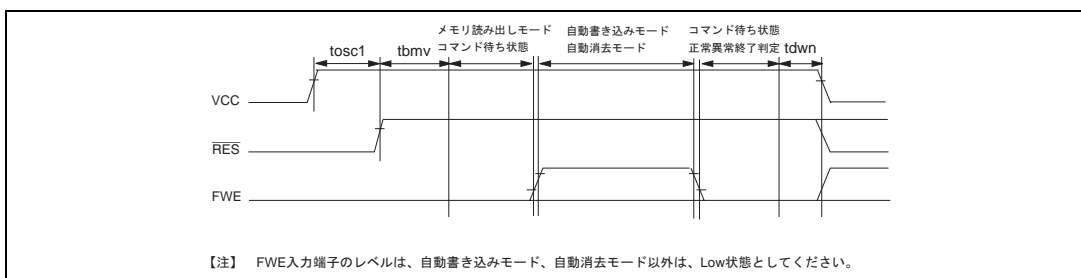 メモリ読み出しモード
コマンド待ち状態
自動書き込みモード
自動消去モード
コマンド待ち状態
正常異常終了判定
tosc1
tbmv
tdwn
VCC
RES
FWE
【注】 FWE入力端子のレベルは、自動書き込みモード、自動消去モード以外は、Low状態としてください。